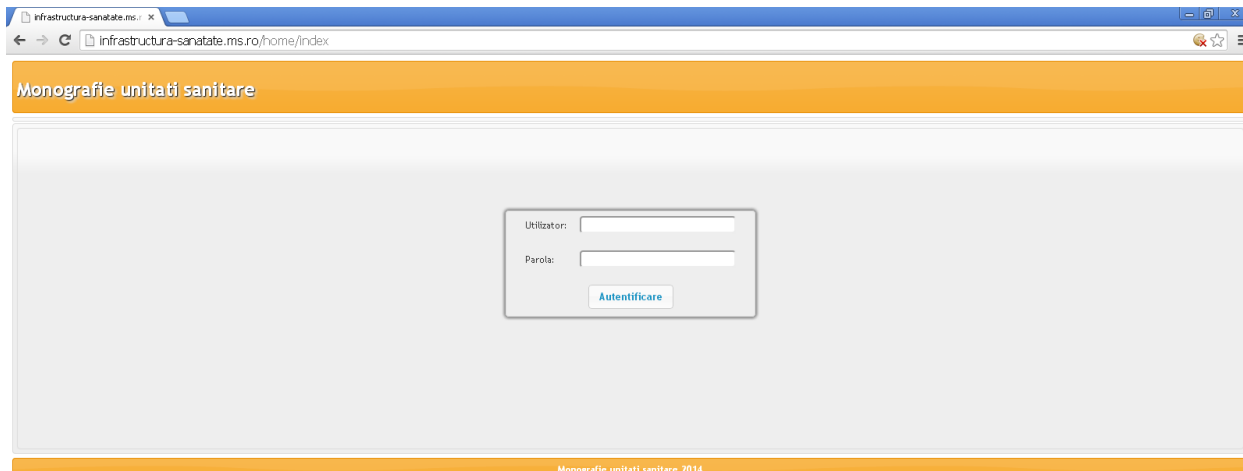 infrastructura-sanatate.ms.r
infrastructura-sanatate.ms.ro/home/index
Monografie unitati sanitare
Utilizator:
Parola:
Autentificare
Monografie unitati sanitare 2014